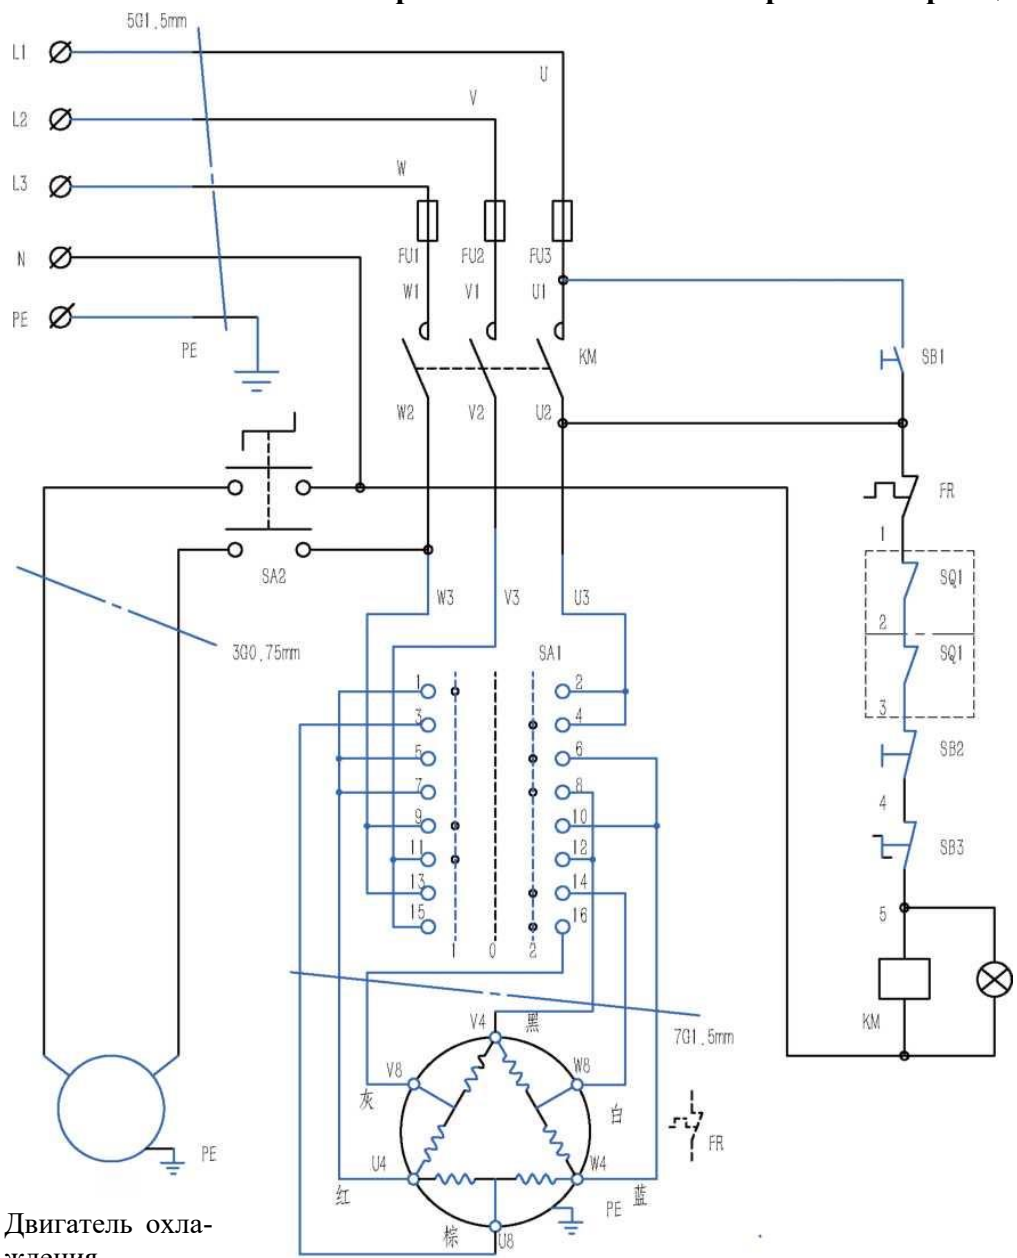 5G1.5mm
L1
U
L2
V
L3
W
N
FU1
FU2
FU3
W1
V1
U1
PE
PE
KM
SB1
W2
V2
U2
FR
1
SA2
SQ1
W3
V3
U3
2
3G0.75mm
SA1
SQ1
1
2
3
4
3
5
6
SB2
7
8
4
9
10
11
12
SB3
13
14
15
16
5
1
0
2
KM
V4
黑
7G1.5mm
V8
W8
灰
白
FR
PE
U4
W4
红
PE
蓝
棕
U8
Двигатель охла-